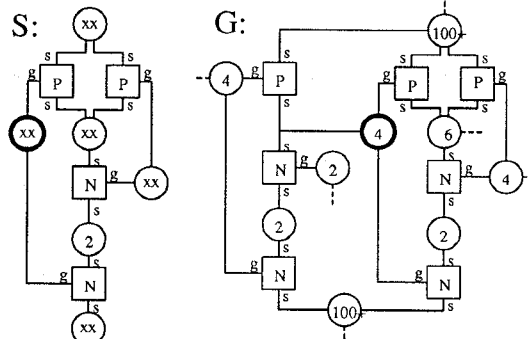 S:
xx
s s
g P P g
s s
xx xx
s
N g xx
s
2
s
g N
s
xx
G:
100+
s s s
4 g P g P P g
s s s
4 6
s s
N g 2 N g 4
s s
2 2
s s
g N g N
s s
100+